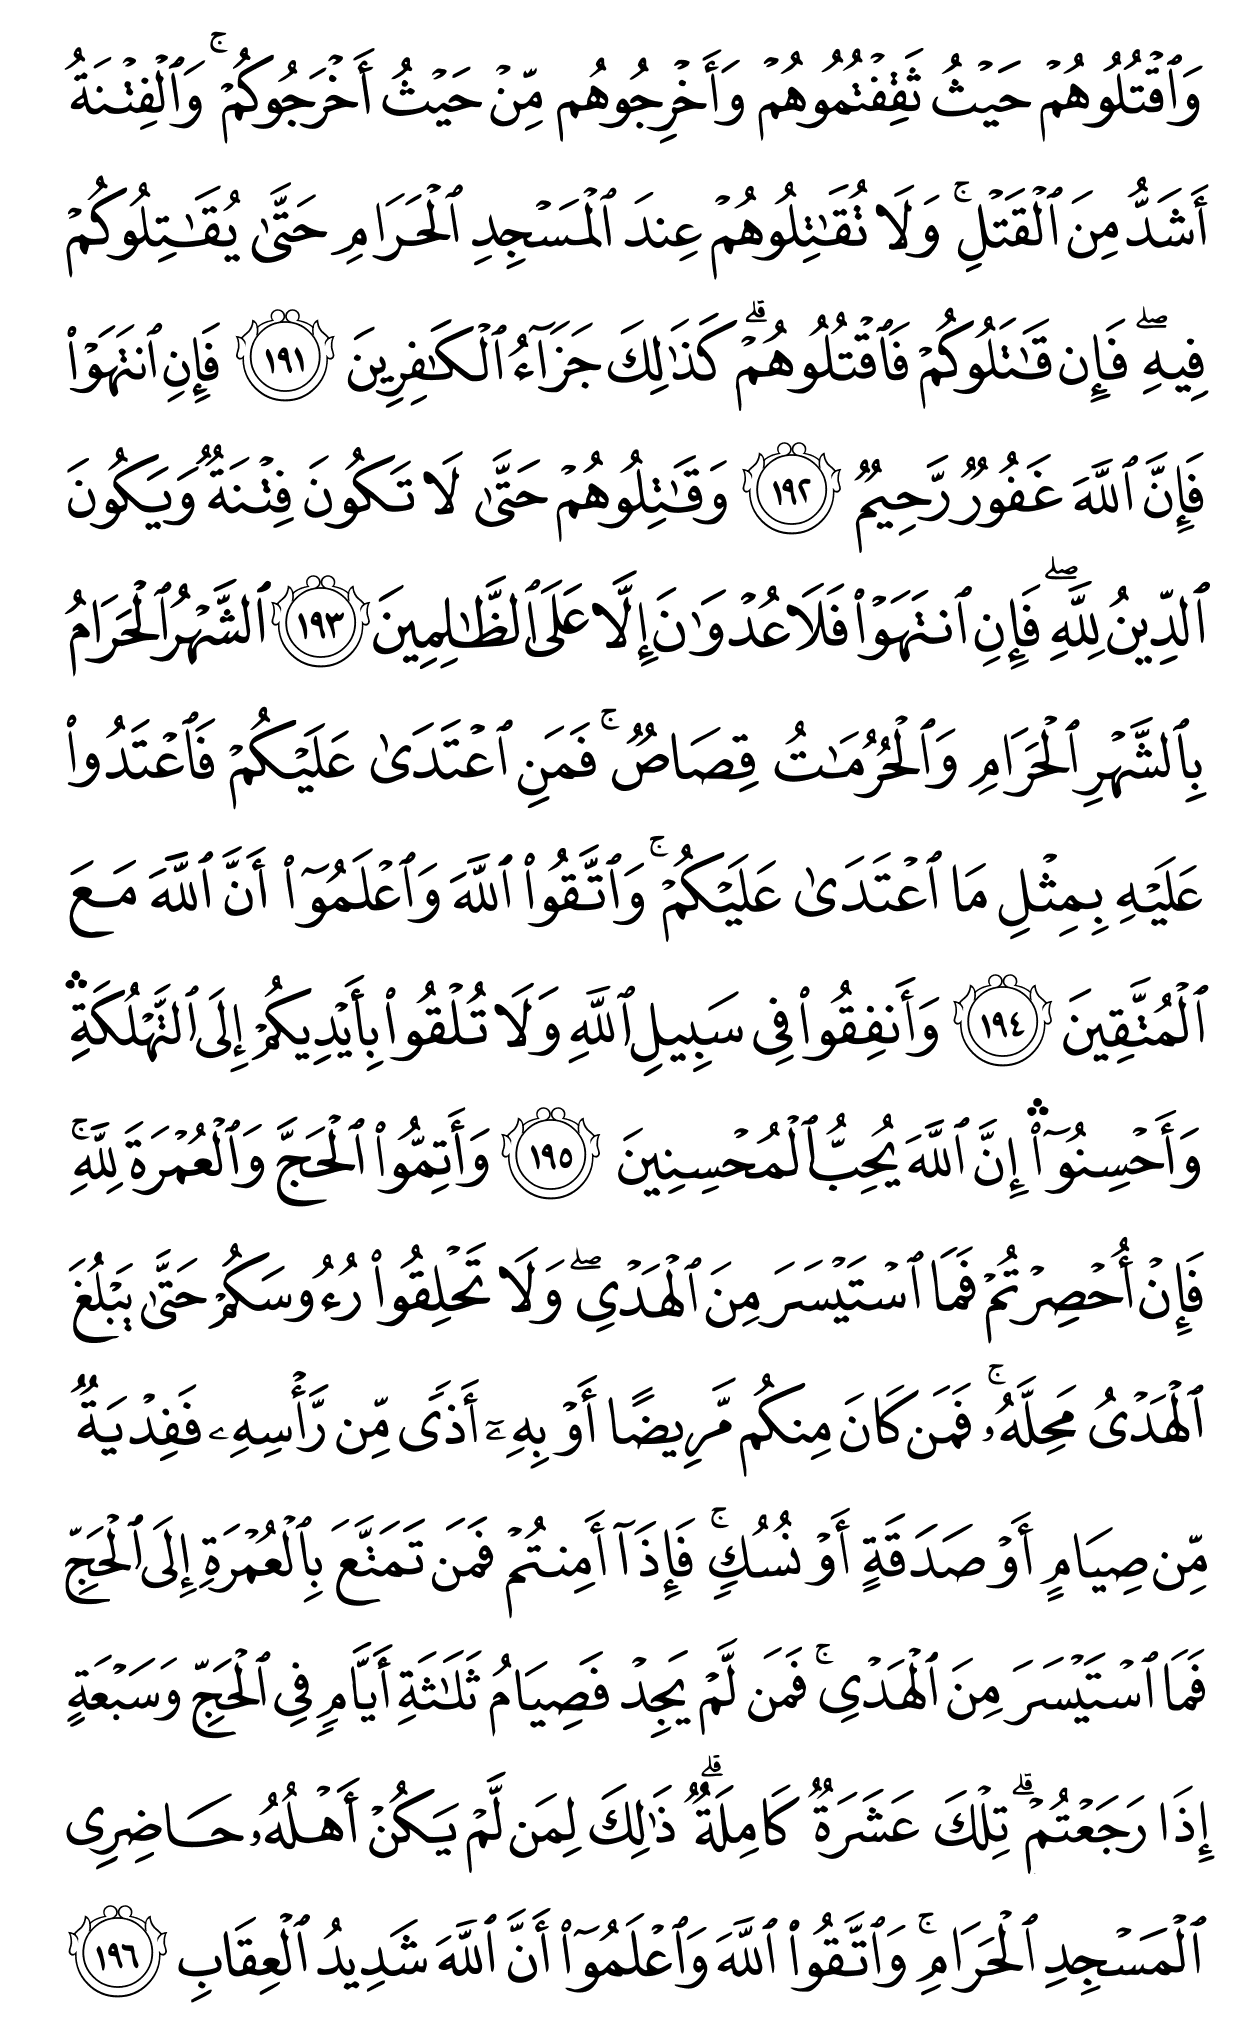 وَٱقۡتُلُوهُمۡ حَيۡثُ ثَقِفۡتُمُوهُمۡ وَأَخۡرِجُوهُم مِّنۡ حَيۡثُ أَخۡرَجُوكُمۡۚ وَٱلۡفِتۡنَةُ
أَشَدُّ مِنَ ٱلۡقَتۡلِۚ وَلَا تُقَٰتِلُوهُمۡ عِندَ ٱلۡمَسۡجِدِ ٱلۡحَرَامِ حَتَّىٰ يُقَٰتِلُوكُمۡ
فِيهِۖ فَإِن قَٰتَلُوكُمۡ فَٱقۡتُلُوهُمۡۗ كَذَٰلِكَ جَزَآءُ ٱلۡكَٰفِرِينَ ١٩١ فَإِنِ ٱنتَهَوۡاْ
فَإِنَّ ٱللَّهَ غَفُورٞ رَّحِيمٞ ١٩٢ وَقَٰتِلُوهُمۡ حَتَّىٰ لَا تَكُونَ فِتۡنَةٞ وَيَكُونَ
ٱلدِّينُ لِلَّهِۖ فَإِنِ ٱنتَهَوۡاْ فَلَا عُدۡوَٰنَ إِلَّا عَلَى ٱلظَّٰلِمِينَ ١٩٣ ٱلشَّهۡرُ ٱلۡحَرَامُ
بِٱلشَّهۡرِ ٱلۡحَرَامِ وَٱلۡحُرُمَٰتُ قِصَاصٞۚ فَمَنِ ٱعۡتَدَىٰ عَلَيۡكُمۡ فَٱعۡتَدُواْ
عَلَيۡهِ بِمِثۡلِ مَا ٱعۡتَدَىٰ عَلَيۡكُمۡۚ وَٱتَّقُواْ ٱللَّهَ وَٱعۡلَمُوٓاْ أَنَّ ٱللَّهَ مَعَ
ٱلۡمُتَّقِينَ ١٩٤ وَأَنفِقُواْ فِي سَبِيلِ ٱللَّهِ وَلَا تُلۡقُواْ بِأَيۡدِيكُمۡ إِلَى ٱلتَّهۡلُكَةِۛ
وَأَحۡسِنُوٓاْۛ إِنَّ ٱللَّهَ يُحِبُّ ٱلۡمُحۡسِنِينَ ١٩٥ وَأَتِمُّواْ ٱلۡحَجَّ وَٱلۡعُمۡرَةَ لِلَّهِۚ
فَإِنۡ أُحۡصِرۡتُمۡ فَمَا ٱسۡتَيۡسَرَ مِنَ ٱلۡهَدۡيِۖ وَلَا تَحۡلِقُواْ رُءُوسَكُمۡ حَتَّىٰ يَبۡلُغَ
ٱلۡهَدۡيُ مَحِلَّهُۥۚ فَمَن كَانَ مِنكُم مَّرِيضًا أَوۡ بِهِۦٓ أَذٗى مِّن رَّأۡسِهِۦ فَفِدۡيَةٞ
مِّن صِيَامٍ أَوۡ صَدَقَةٍ أَوۡ نُسُكٖۚ فَإِذَآ أَمِنتُمۡ فَمَن تَمَتَّعَ بِٱلۡعُمۡرَةِ إِلَى ٱلۡحَجِّ
فَمَا ٱسۡتَيۡسَرَ مِنَ ٱلۡهَدۡيِۚ فَمَن لَّمۡ يَجِدۡ فَصِيَامُ ثَلَٰثَةِ أَيَّامٖ فِي ٱلۡحَجِّ وَسَبۡعَةٍ
إِذَا رَجَعۡتُمۡۗ تِلۡكَ عَشَرَةٞ كَامِلَةٞۗ ذَٰلِكَ لِمَن لَّمۡ يَكُنۡ أَهۡلُهُۥ حَاضِرِي
ٱلۡمَسۡجِدِ ٱلۡحَرَامِۚ وَٱتَّقُواْ ٱللَّهَ وَٱعۡلَمُوٓاْ أَنَّ ٱللَّهَ شَدِيدُ ٱلۡعِقَابِ ١٩٦